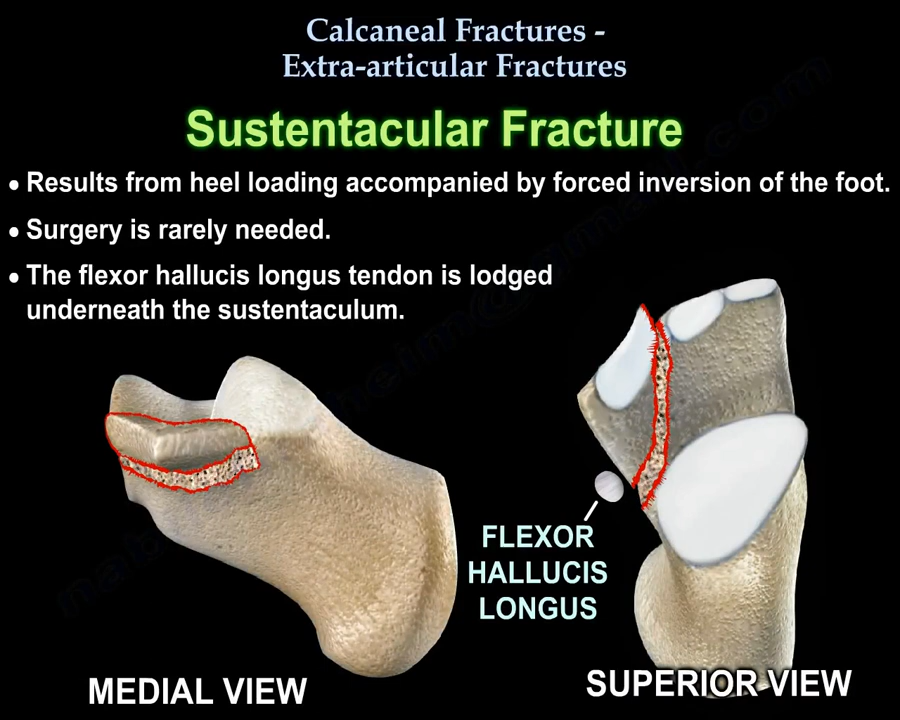 Calcaneal Fractures -
Extra-articular Fractures
Sustentacular Fracture
• Results from heel loading accompanied by forced inversion of the foot.
• Surgery is rarely needed.
• The flexor hallucis longus tendon is lodged
underneath the sustentaculum.
FLEXOR
HALLUCIS
LONGUS
MEDIAL VIEW
SUPERIOR VIEW